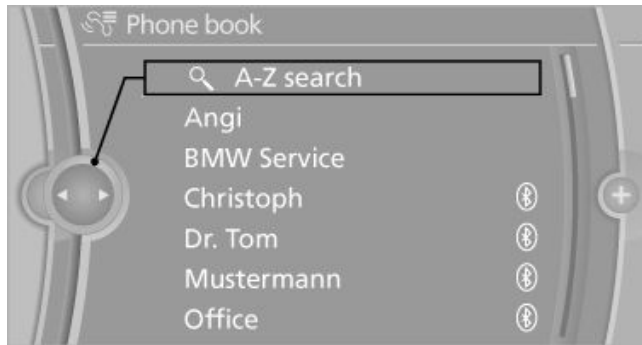 Phone book
A-Z search
Angi
BMW Service
Christoph
Dr. Tom
Mustermann
Office